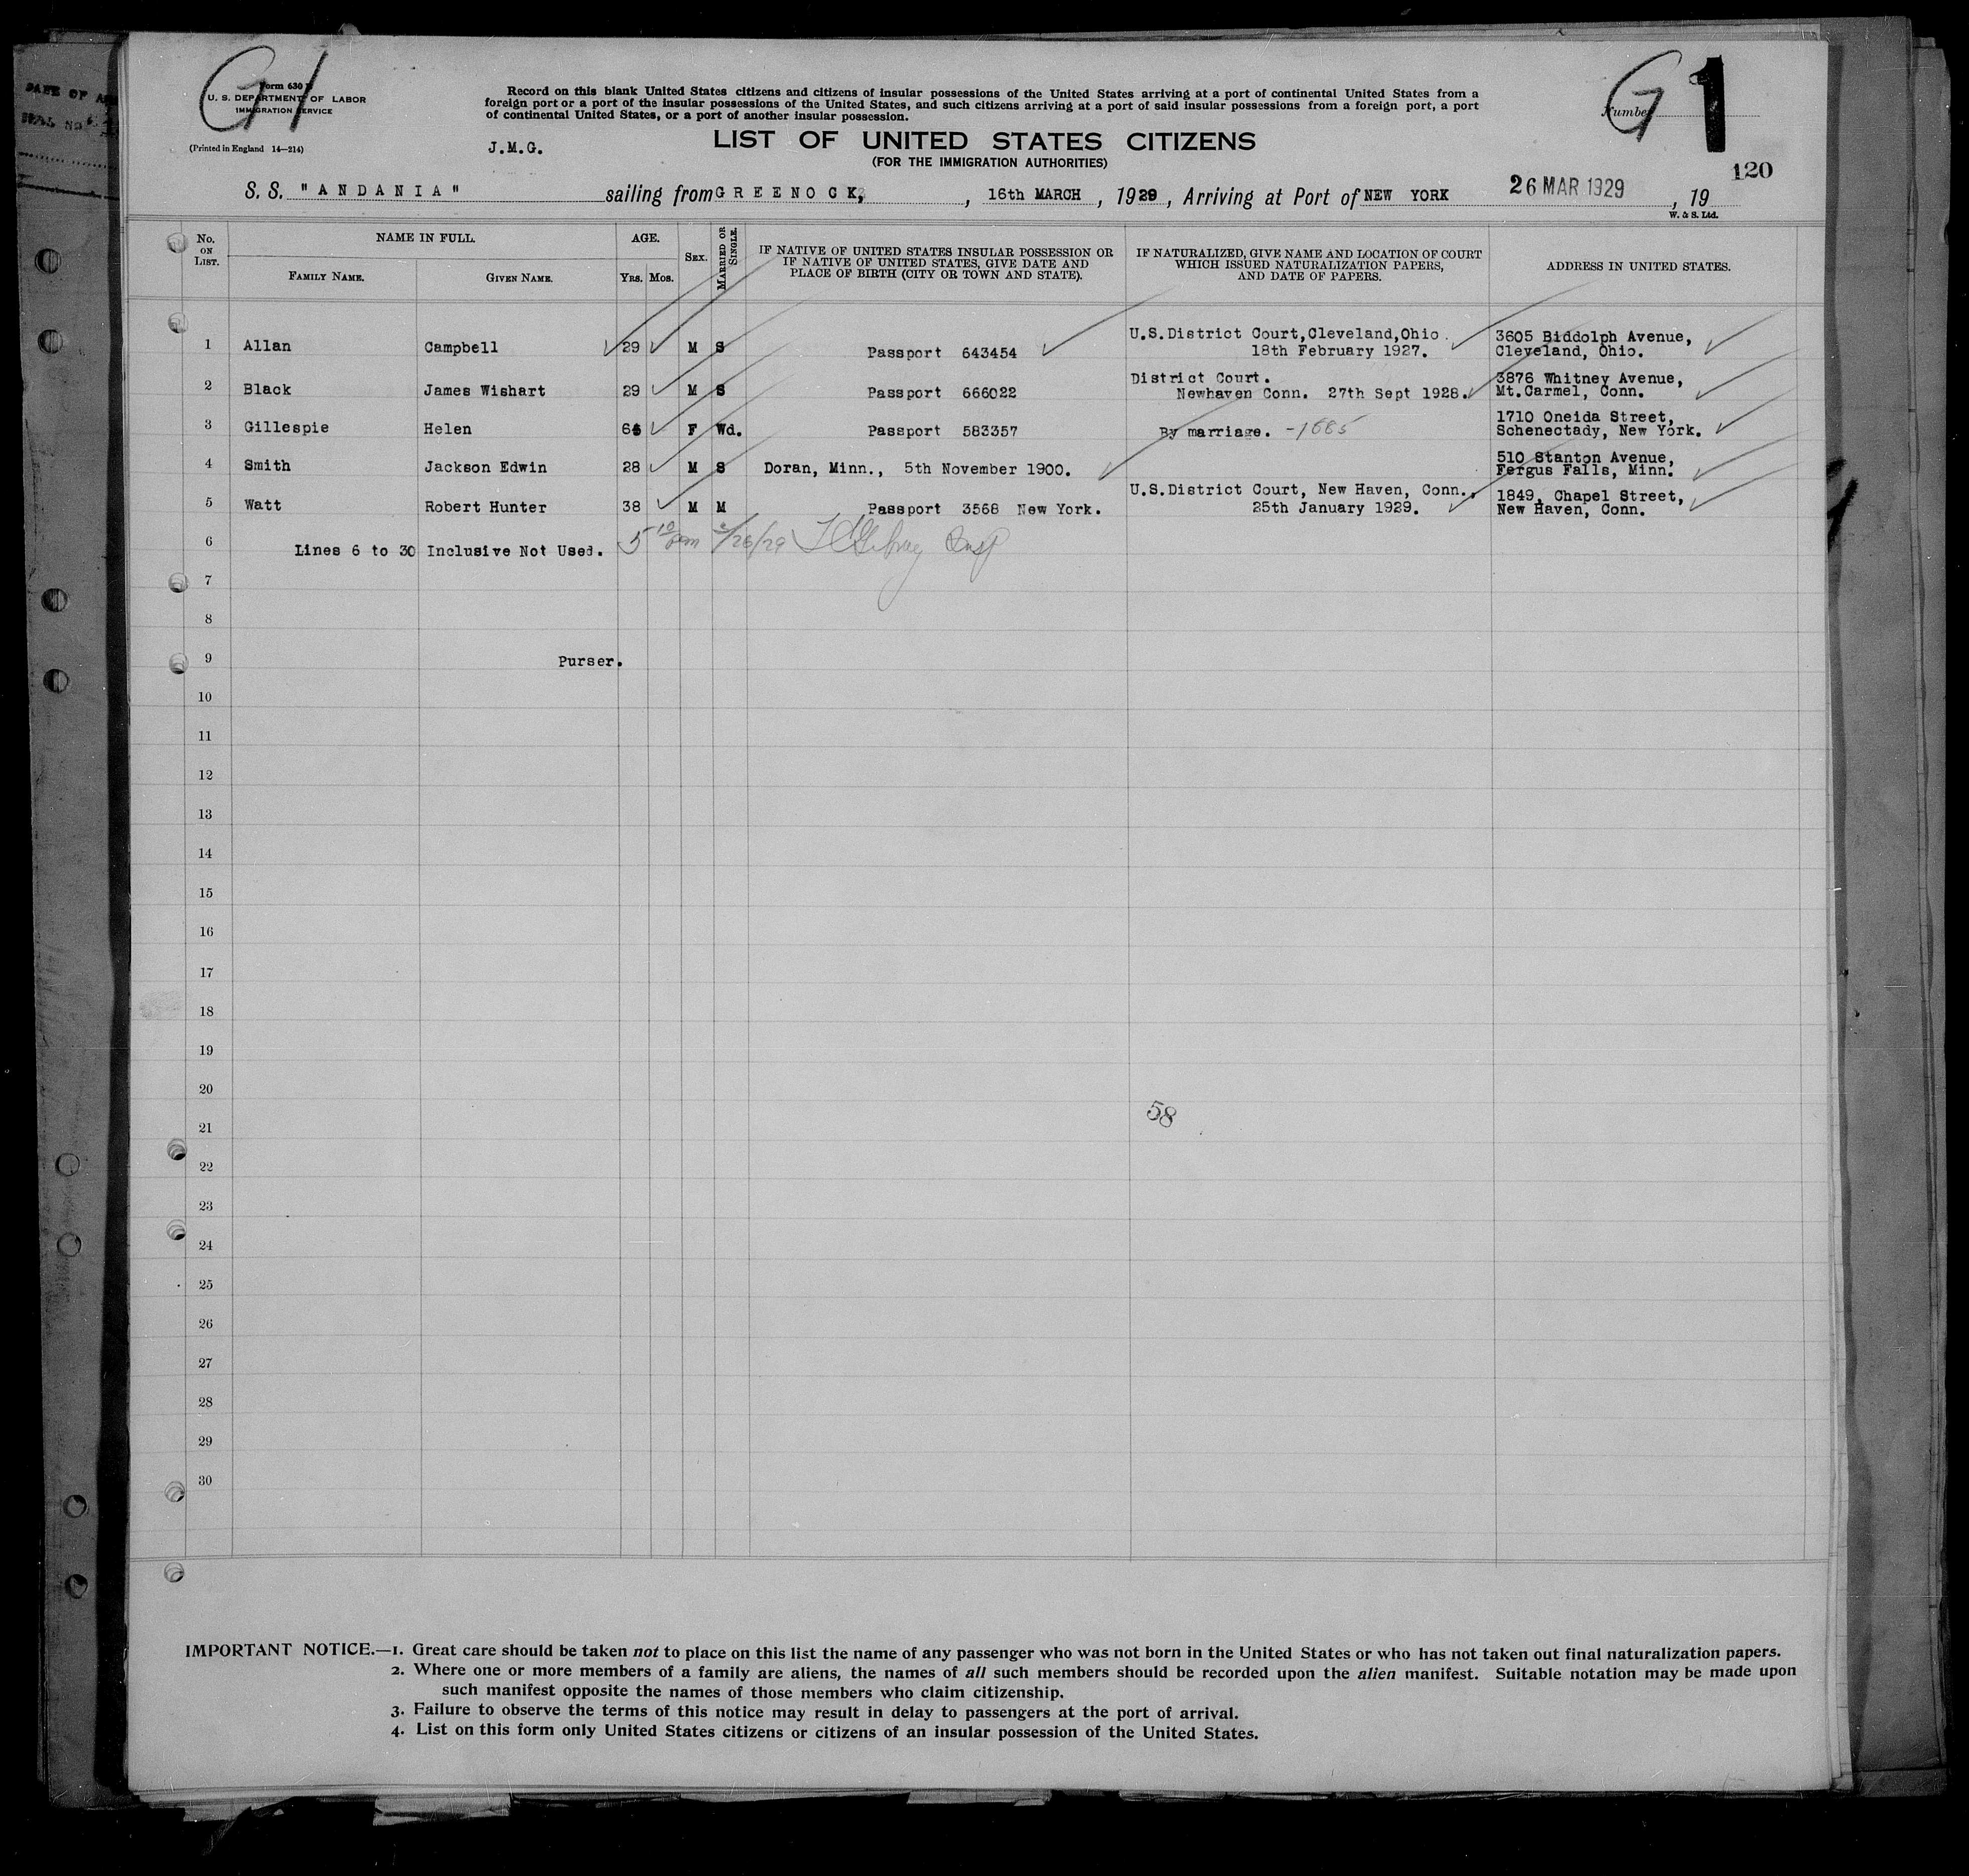 G 1
Form 630
U. S. DEPARTMENT OF LABOR
IMMIGRATION SERVICE
(Printed in England 14—214)
J.M.G.
Record on this blank United States citizens and citizens of insular possessions of the United States arriving at a port of continental United States from a
foreign port or a port of the insular possessions of the United States, and such citizens arriving at a port of said insular possessions from a foreign port, a port
of continental United States, or a port of another insular possession.
LIST OF UNITED STATES CITIZENS
(FOR THE IMMIGRATION AUTHORITIES)
Number G 1
120
S. S. "ANDANIA" sailing from GREENOCK, , 16th MARCH , 1929 , Arriving at Port of NEW YORK 26 MAR 1929 , 19
W. & S. Ltd.
No. ON LIST.
NAME IN FULL.
FAMILY NAME.
GIVEN NAME.
AGE.
YRS. MOS.
SEX.
MARRIED OR SINGLE.
IF NATIVE OF UNITED STATES INSULAR POSSESSION OR
IF NATIVE OF UNITED STATES, GIVE DATE AND
PLACE OF BIRTH (CITY OR TOWN AND STATE).
IF NATURALIZED, GIVE NAME AND LOCATION OF COURT
WHICH ISSUED NATURALIZATION PAPERS,
AND DATE OF PAPERS.
ADDRESS IN UNITED STATES.
1 Allan Campbell 29 M S Passport 643454 U.S.District Court,Cleveland,Ohio. 18th February 1927. 3605 Biddolph Avenue, Cleveland, Ohio.
2 Black James Wishart 29 M S Passport 666022 District Court. Newhaven Conn. 27th Sept 1928. 3876 Whitney Avenue, Mt.Carmel, Conn.
3 Gillespie Helen F Wd. Passport 583357 By marriage. 1710 Oneida Street, Schenectady, New York.
4 Smith Jackson Edwin 28 M S Doran, Minn., 5th November 1900. 510 Stanton Avenue, Fergus Falls, Minn.
5 Watt Robert Hunter 38 M M Passport 3568 New York. U.S.District Court, New Haven, Conn., 25th January 1929. 1849, Chapel Street, New Haven, Conn.
6 Lines 6 to 30 Inclusive Not Used. 5 10 pm 3/26/29 Insp
7
8
9 Purser.
10
11
12
13
14
15
16
17
18
19
20
58
21
22
23
24
25
26
27
28
29
30
IMPORTANT NOTICE.—1. Great care should be taken not to place on this list the name of any passenger who was not born in the United States or who has not taken out final naturalization papers.
2. Where one or more members of a family are aliens, the names of all such members should be recorded upon the alien manifest. Suitable notation may be made upon
such manifest opposite the names of those members who claim citizenship.
3. Failure to observe the terms of this notice may result in delay to passengers at the port of arrival.
4. List on this form only United States citizens or citizens of an insular possession of the United States.